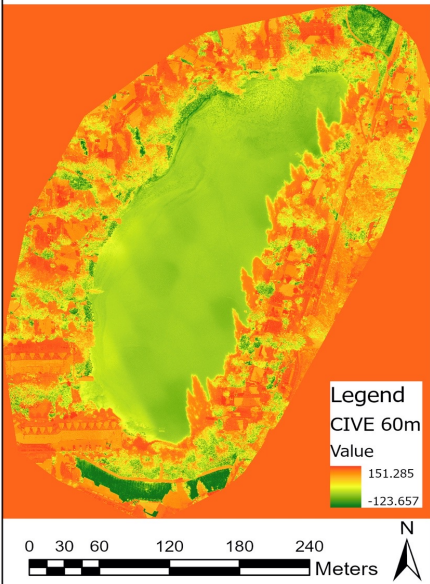 Legend
CIVE 60m
Value
151.285
-123.657
N
0 30 60 120 180 240
Meters